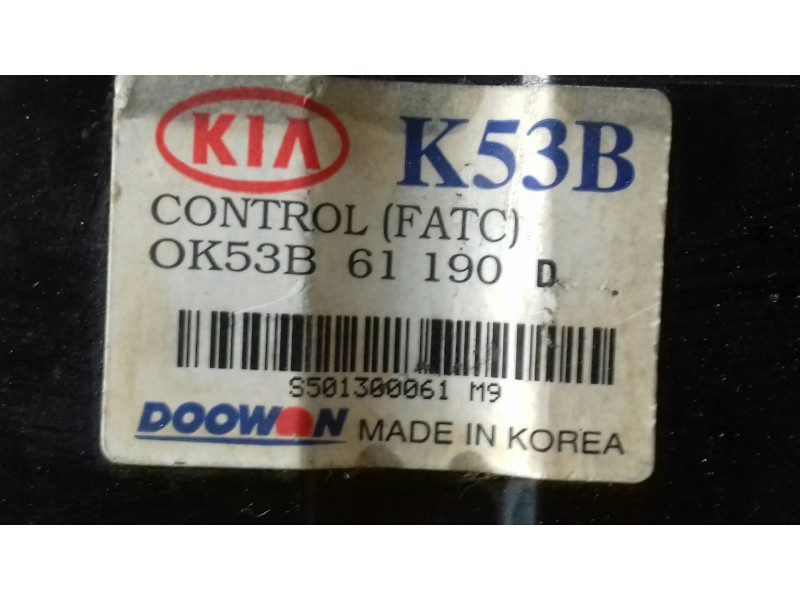 KIA K53B
CONTROL (FATC)
OK53B 61 190 D
S501300061 M9
DOOWON MADE IN KOREA